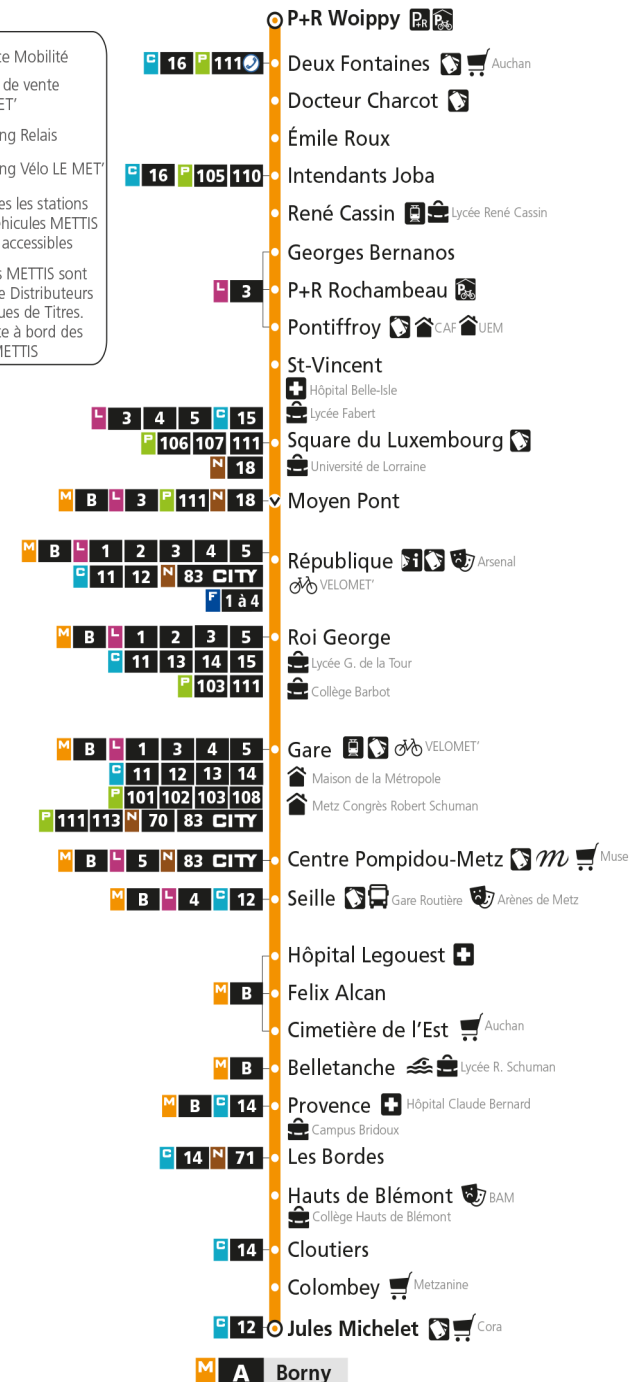 P+R Woippy P+R P
te Mobilité
de vente
ET'
ng Relais
ng Vélo LE MET'
es les stations
éhicules METTIS
accessibles
s METTIS sont
e Distributeurs
ues de Titres.
te à bord des
METTIS
C 16 P 111 Deux Fontaines Auchan
Docteur Charcot
Émile Roux
C 16 P 105 110 Intendants Joba
René Cassin Lycée René Cassin
Georges Bernanos
L 3 P+R Rochambeau P
Pontiffroy CAF UEM
St-Vincent
Hôpital Belle-Isle
Lycée Fabert
L 3 4 5 C 15
P 106 107 111 Square du Luxembourg
N 18 Université de Lorraine
M B L 3 P 111 N 18 Moyen Pont
M B L 1 2 3 4 5
République i Arsenal
C 11 12 N 83 CITY VELOMET'
F 1 à 4
M B L 1 2 3 5 Roi George
C 11 13 14 15 Lycée G. de la Tour
P 103 111 Collège Barbot
M B L 1 3 4 5 Gare VELOMET'
C 11 12 13 14 Maison de la Métropole
P 101 102 103 108 Metz Congrès Robert Schuman
P 111 113 N 70 83 CITY
M B L 5 N 83 CITY Centre Pompidou-Metz m Muse
M B L 4 C 12 Seille Gare Routière Arènes de Metz
Hôpital Legouest
M B Felix Alcan
Cimetière de l'Est Auchan
M B Belletanche Lycée R. Schuman
M B C 14 Provence Hôpital Claude Bernard
Campus Bridoux
C 14 N 71 Les Bordes
Hauts de Blémont BAM
Collège Hauts de Blémont
C 14 Cloutiers
Colombey Metzanine
C 12 Jules Michelet Cora
M A Borny